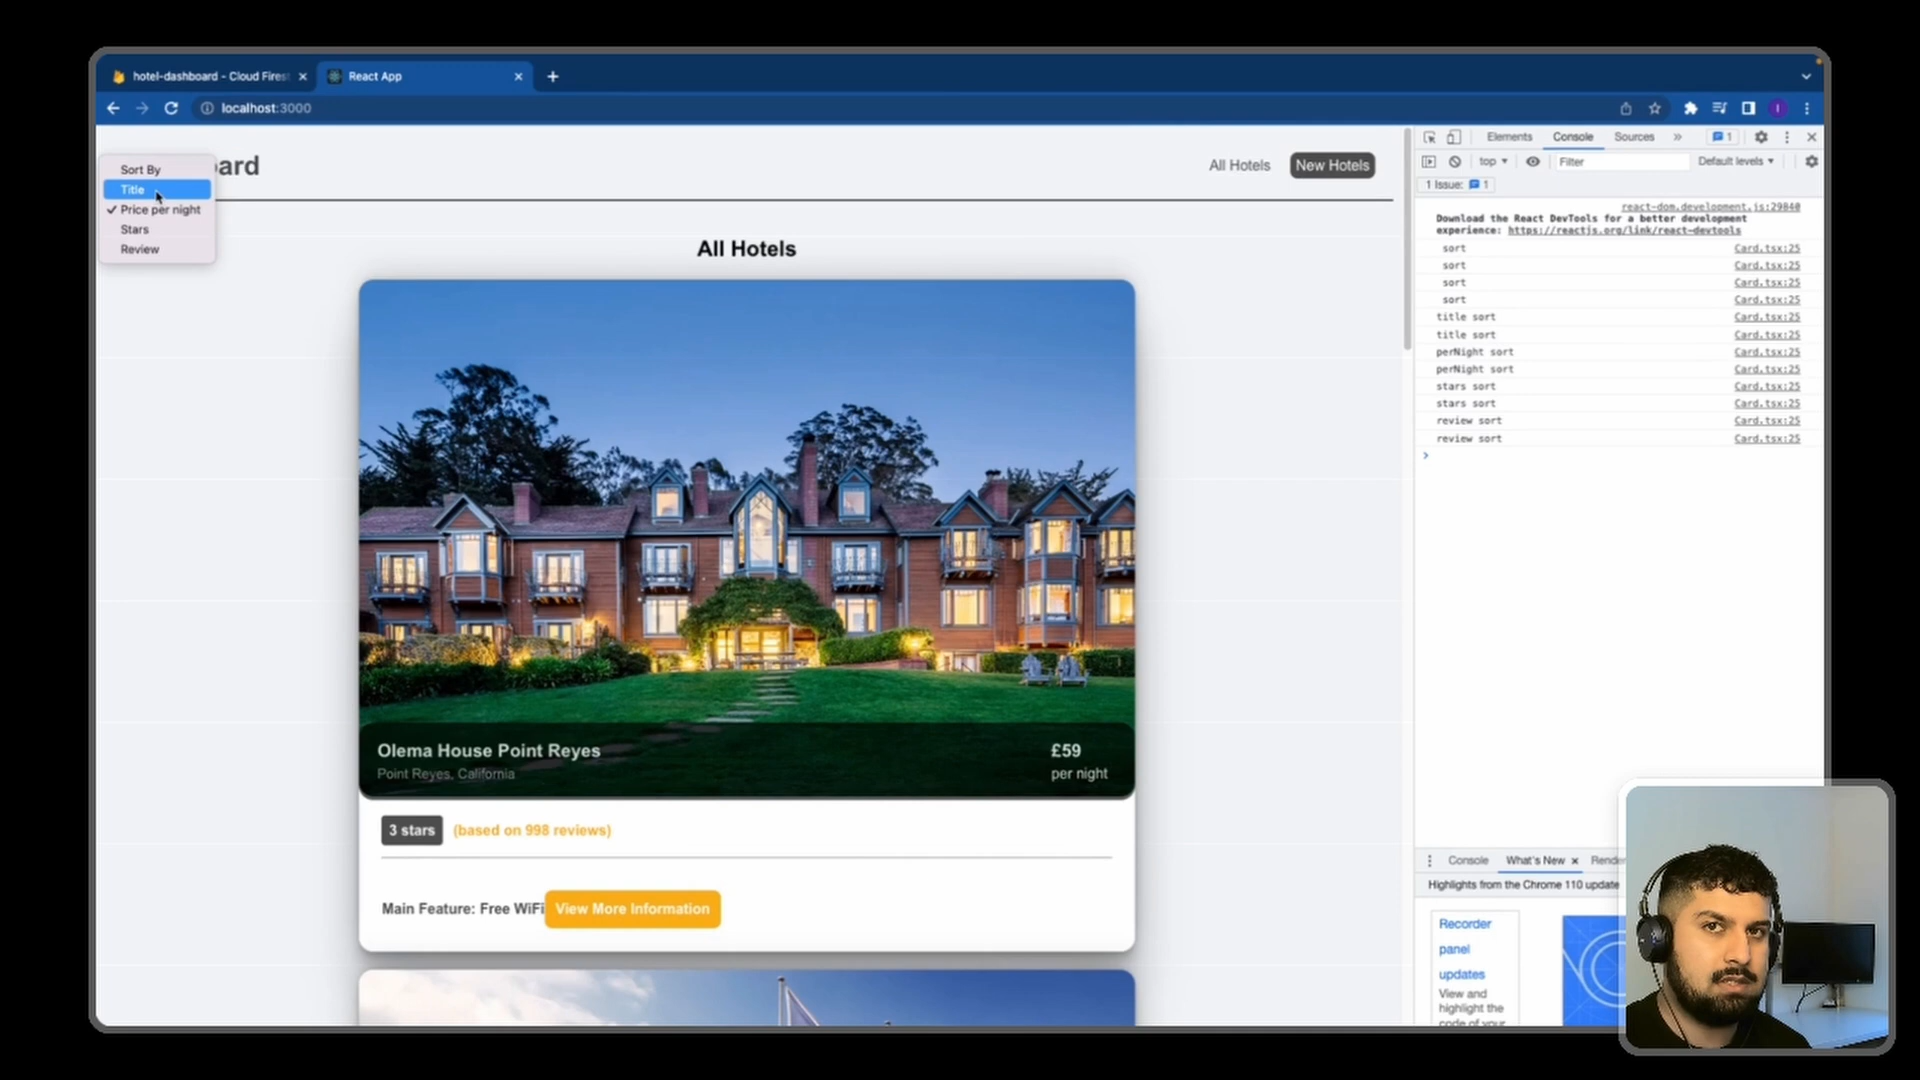 hotel-dashboard - Cloud Fires
React App
localhost:3000
Sort By
Title
Price per night
Stars
Review
ard
All Hotels
New Hotels
All Hotels
Olema House Point Reyes
Point Reyes, California
£59
per night
3 stars
(based on 998 reviews)
Main Feature: Free WiFi
View More Information
Elements
Console
Sources
1
top
Filter
Default levels
1 Issue:
1
react-dom.development.js:29840
Download the React DevTools for a better development
experience: https://reactjs.org/link/react-devtools
sort Card.tsx:25
sort Card.tsx:25
sort Card.tsx:25
sort Card.tsx:25
title sort Card.tsx:25
title sort Card.tsx:25
perNight sort Card.tsx:25
perNight sort Card.tsx:25
stars sort Card.tsx:25
stars sort Card.tsx:25
review sort Card.tsx:25
review sort Card.tsx:25
Console
What's New
Render
Highlights from the Chrome 110 update
Recorder
panel
updates
View and
highlight the
code of your